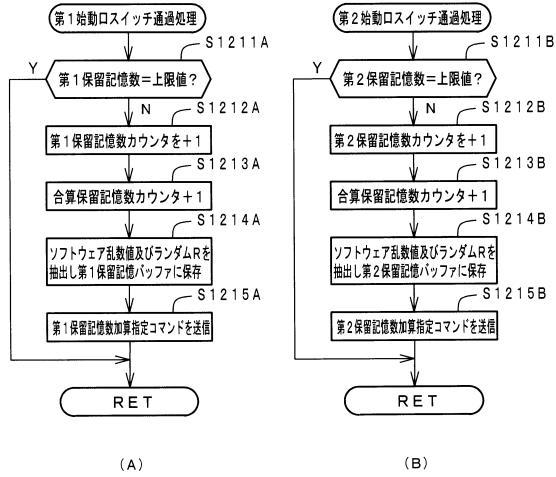 第1始動口スイッチ通過処理
S1211A
第1保留記憶数=上限値?
Y
N
S1212A
第1保留記憶数カウンタを+1
S1213A
合算保留記憶数カウンタ+1
S1214A
ソフトウェア乱数値及びランダムRを
抽出し第1保留記憶バッファに保存
S1215A
第1保留記憶数加算指定コマンドを送信
RET
(A)
第2始動口スイッチ通過処理
S1211B
第2保留記憶数=上限値?
Y
N
S1212B
第2保留記憶数カウンタを+1
S1213B
合算保留記憶数カウンタ+1
S1214B
ソフトウェア乱数値及びランダムRを
抽出し第2保留記憶バッファに保存
S1215B
第2保留記憶数加算指定コマンドを送信
RET
(B)